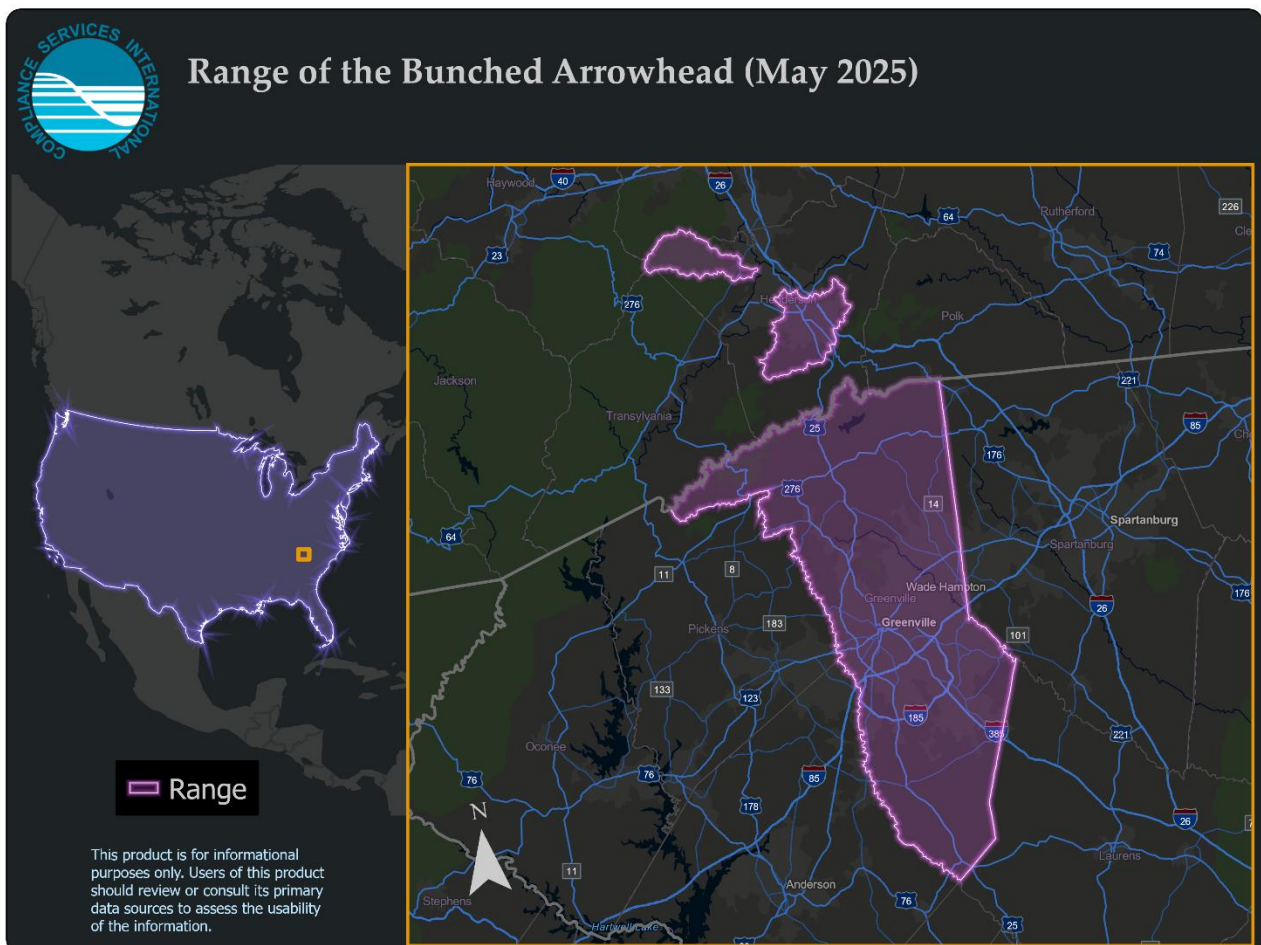 COMPLIANCE SERVICES INTERNATIONAL
Range of the Bunched Arrowhead (May 2025)
Haywood
40
26
64
Rutherford
226
23
74
276
Polk
Jackson
221
Transylvania
25
85
176
276
14
Spartanburg
64
Spartanburg
11
8
Wade Hampton
176
Greenville
26
Greenville
Pickens
183
101
133
123
185
385
221
Oconee
76
76
85
178
26
N
Laurens
11
Anderson
Stephens
76
25
Hartwell Lake
Range
This product is for informational
purposes only. Users of this product
should review or consult its primary
data sources to assess the usability
of the information.